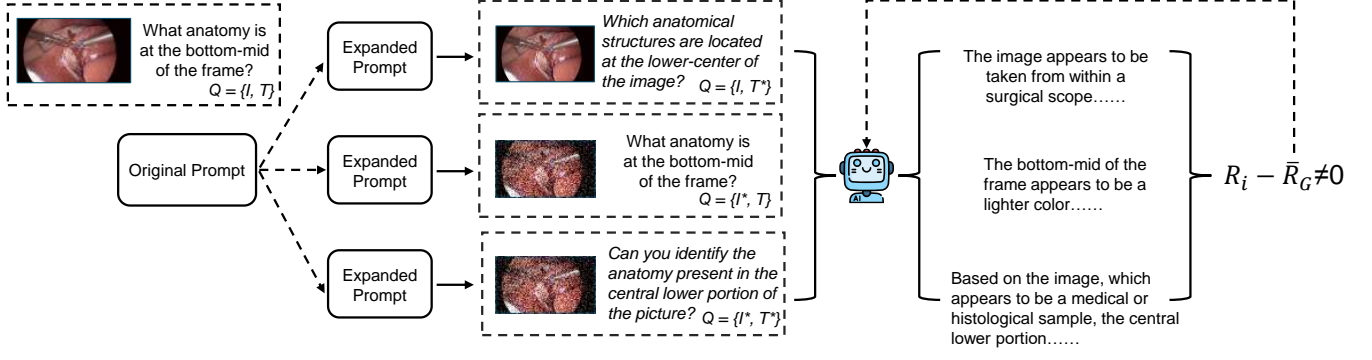 What anatomy is
at the bottom-mid
of the frame?
Q = {I, T}
Original Prompt
Expanded
Prompt
Which anatomical
structures are located
at the lower-center of
the image? Q = {I, T*}
Expanded
Prompt
What anatomy is
at the bottom-mid
of the frame?
Q = {I*, T}
Expanded
Prompt
Can you identify the
anatomy present in the
central lower portion of
the picture? Q = {I*, T*}
AI
The image appears to be
taken from within a
surgical scope……
The bottom-mid of the
frame appears to be a
lighter color……
Based on the image, which
appears to be a medical or
histological sample, the central
lower portion……
R_i − R̄_G≠0